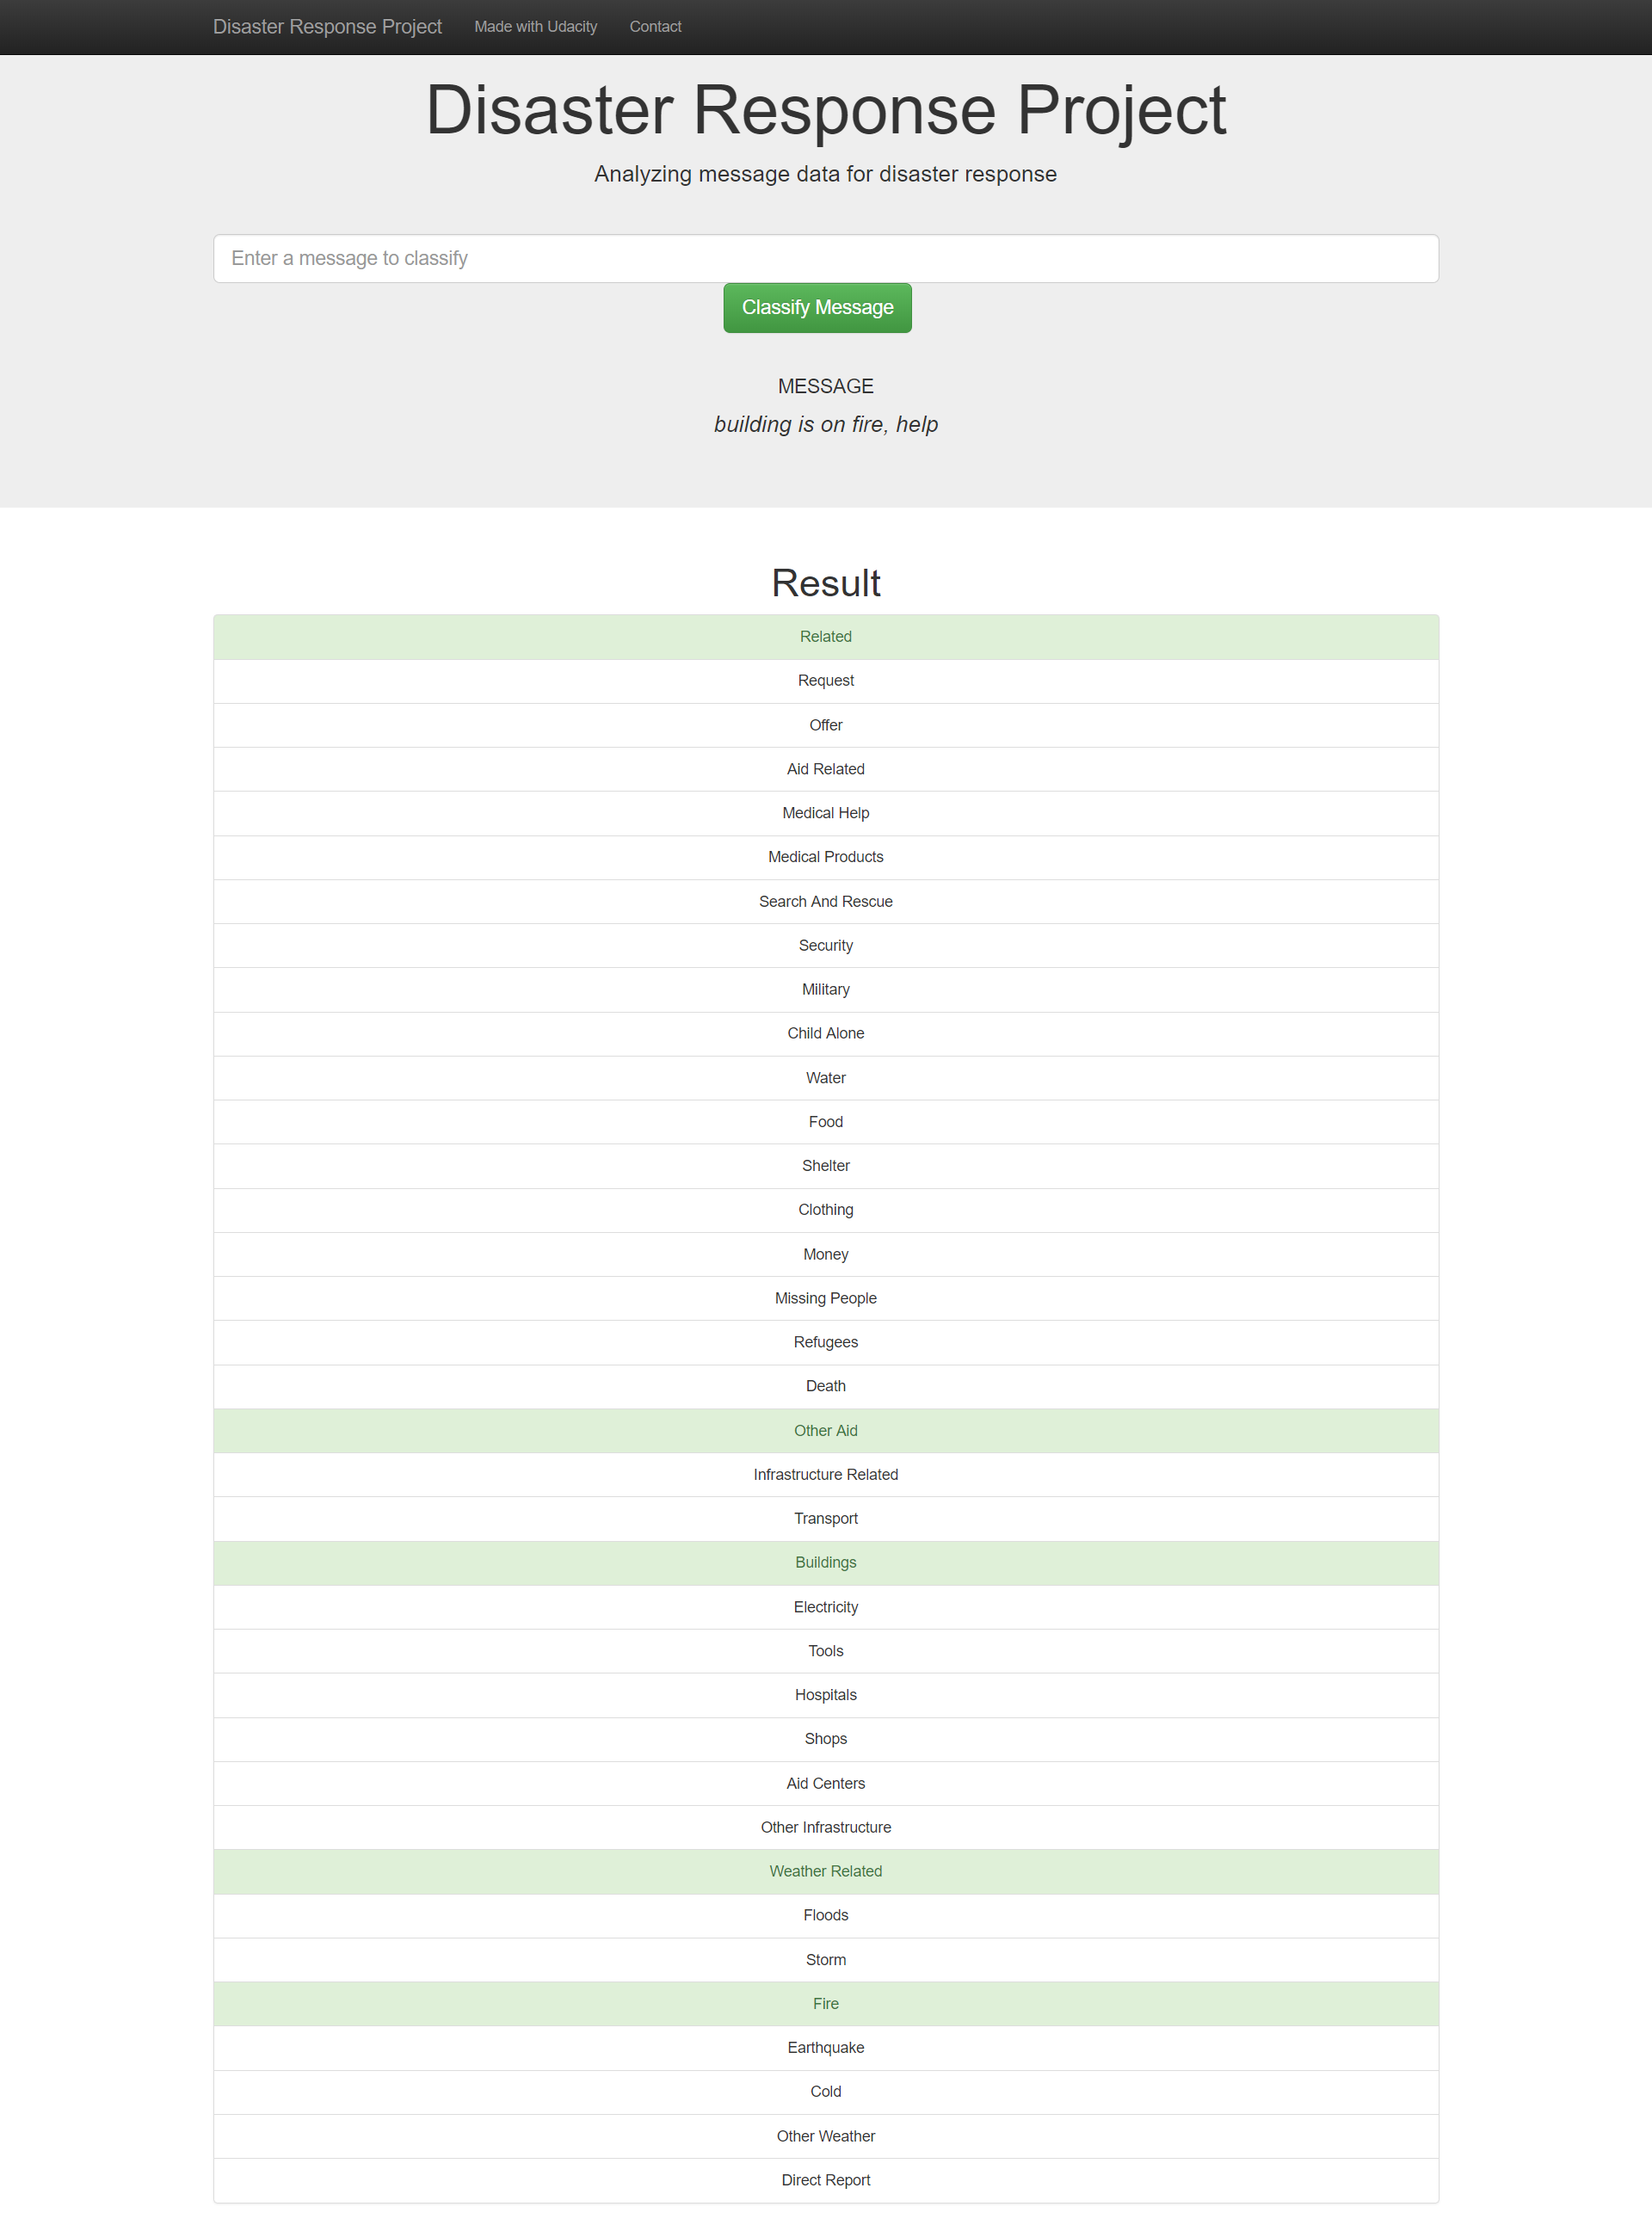 Disaster Response Project Made with Udacity Contact
Disaster Response Project
Analyzing message data for disaster response
Enter a message to classify
Classify Message
MESSAGE
building is on fire, help
Result
Related
Request
Offer
Aid Related
Medical Help
Medical Products
Search And Rescue
Security
Military
Child Alone
Water
Food
Shelter
Clothing
Money
Missing People
Refugees
Death
Other Aid
Infrastructure Related
Transport
Buildings
Electricity
Tools
Hospitals
Shops
Aid Centers
Other Infrastructure
Weather Related
Floods
Storm
Fire
Earthquake
Cold
Other Weather
Direct Report